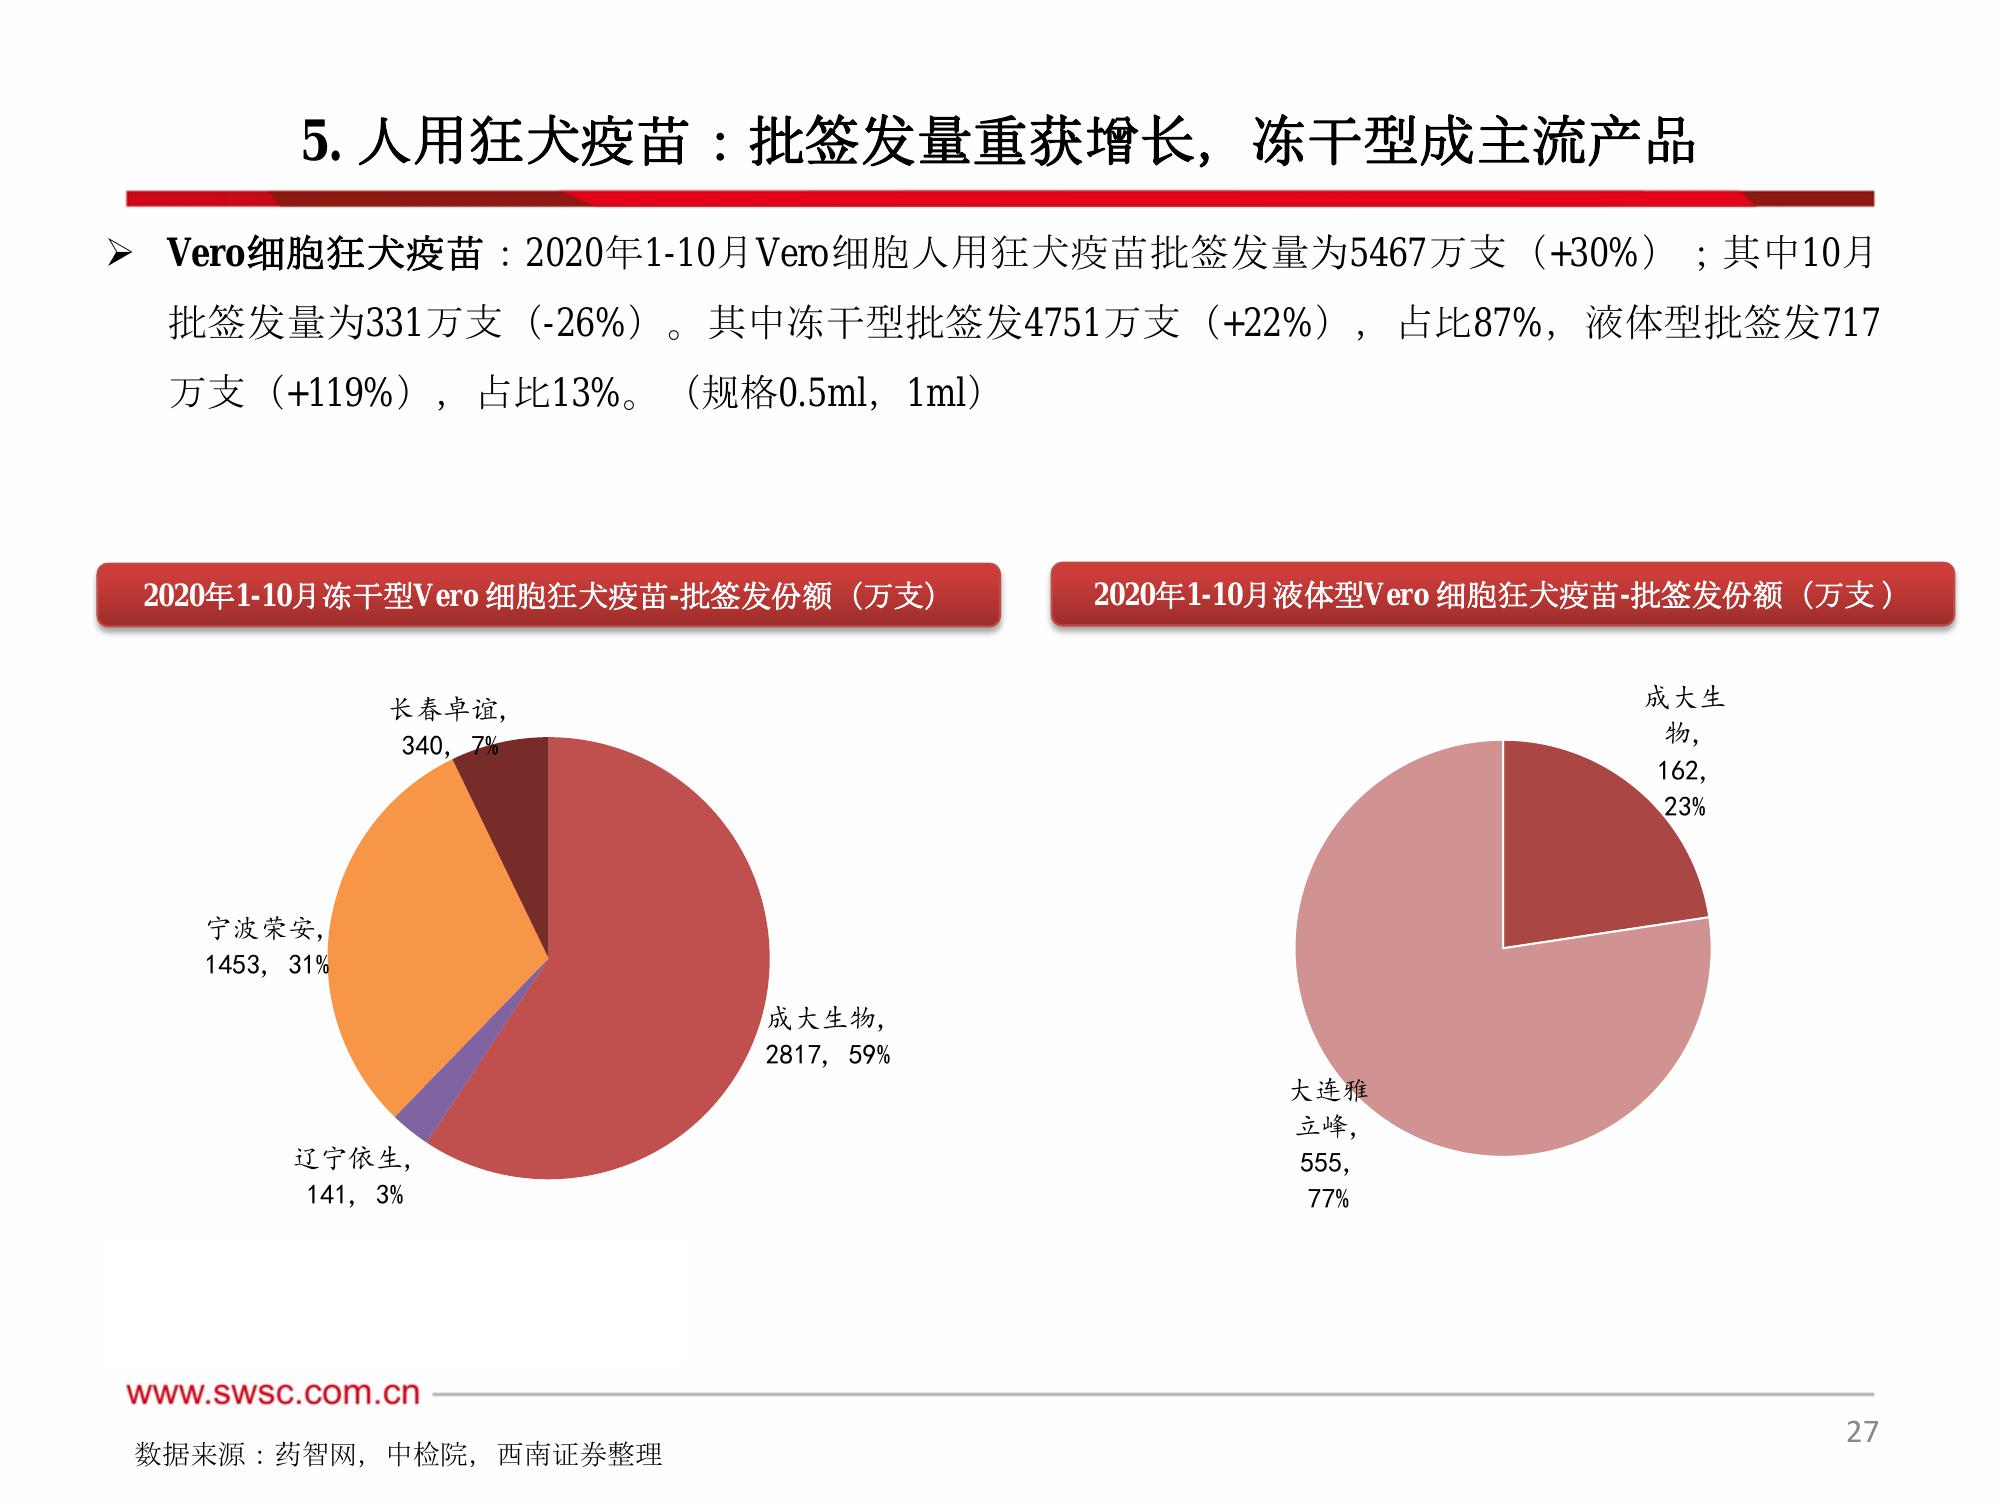 5. 人用狂犬疫苗：批签发量重获增长，冻干型成主流产品
➢ Vero细胞狂犬疫苗：2020年1-10月Vero细胞人用狂犬疫苗批签发量为5467万支（+30%）；其中10月
批签发量为331万支（-26%）。其中冻干型批签发4751万支（+22%），占比87%，液体型批签发717
万支（+119%），占比13%。（规格0.5ml，1ml）
2020年1-10月冻干型Vero 细胞狂犬疫苗-批签发份额（万支）
长春卓谊,
340, 7%
宁波荣安,
1453, 31%
成大生物,
2817, 59%
辽宁依生,
141, 3%
2020年1-10月液体型Vero 细胞狂犬疫苗-批签发份额（万支）
成大生
物,
162,
23%
大连雅
立峰,
555,
77%
www.swsc.com.cn
27
数据来源：药智网，中检院，西南证券整理